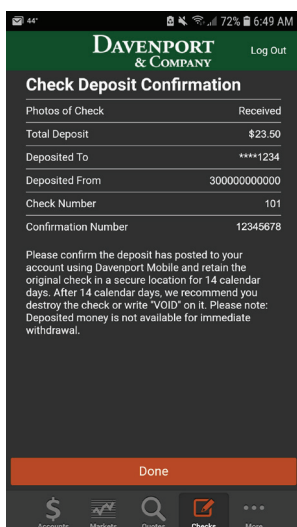 44° 72% 6:49 AM
DAVENPORT
& COMPANY
Log Out
Check Deposit Confirmation
Photos of Check Received
Total Deposit $23.50
Deposited To ****1234
Deposited From 300000000000
Check Number 101
Confirmation Number 12345678
Please confirm the deposit has posted to your
account using Davenport Mobile and retain the
original check in a secure location for 14 calendar
days. After 14 calendar days, we recommend you
destroy the check or write "VOID" on it. Please note:
Deposited money is not available for immediate
withdrawal.
Done
Accounts Markets Quotes Checks More